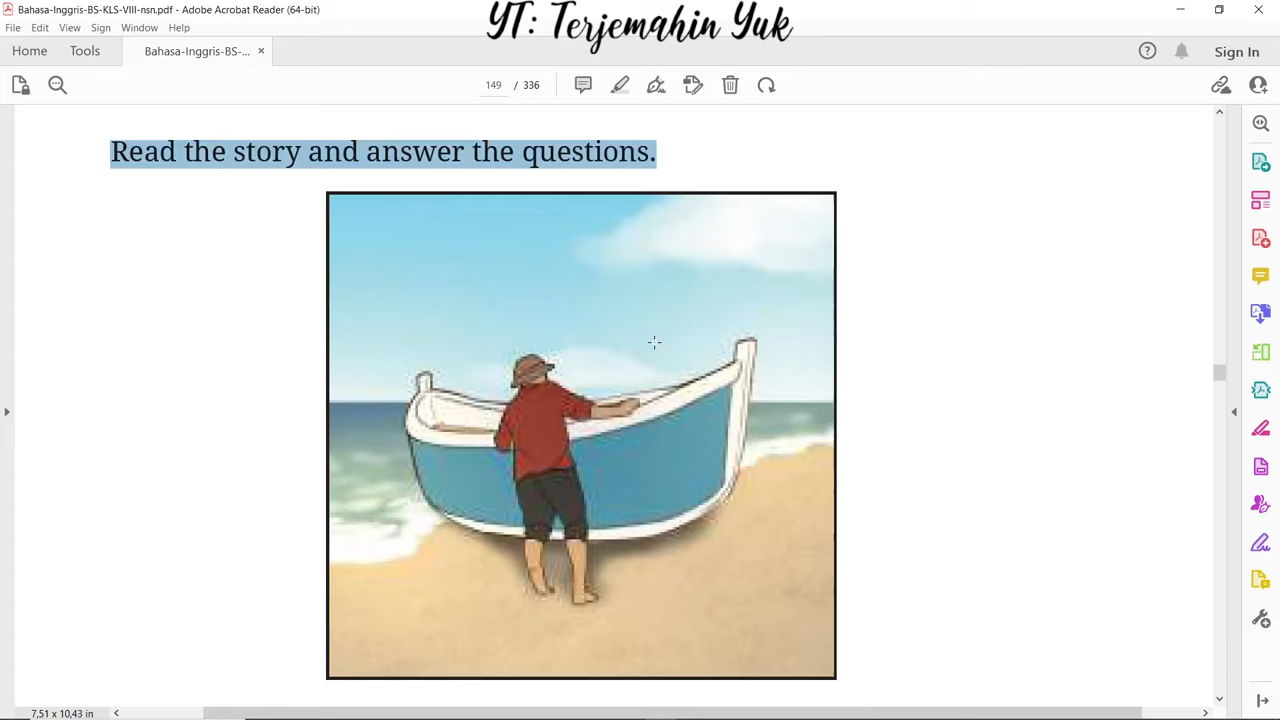 Bahasa-Inggris-BS-KLS-VIII-nsn.pdf - Adobe Acrobat Reader (64-bit)
YT: Terjemahin Yuk
File Edit View Sign Window Help
Home Tools Bahasa-Inggris-BS-... × Sign In
149 / 336
Read the story and answer the questions.
7,51 x 10,43 in